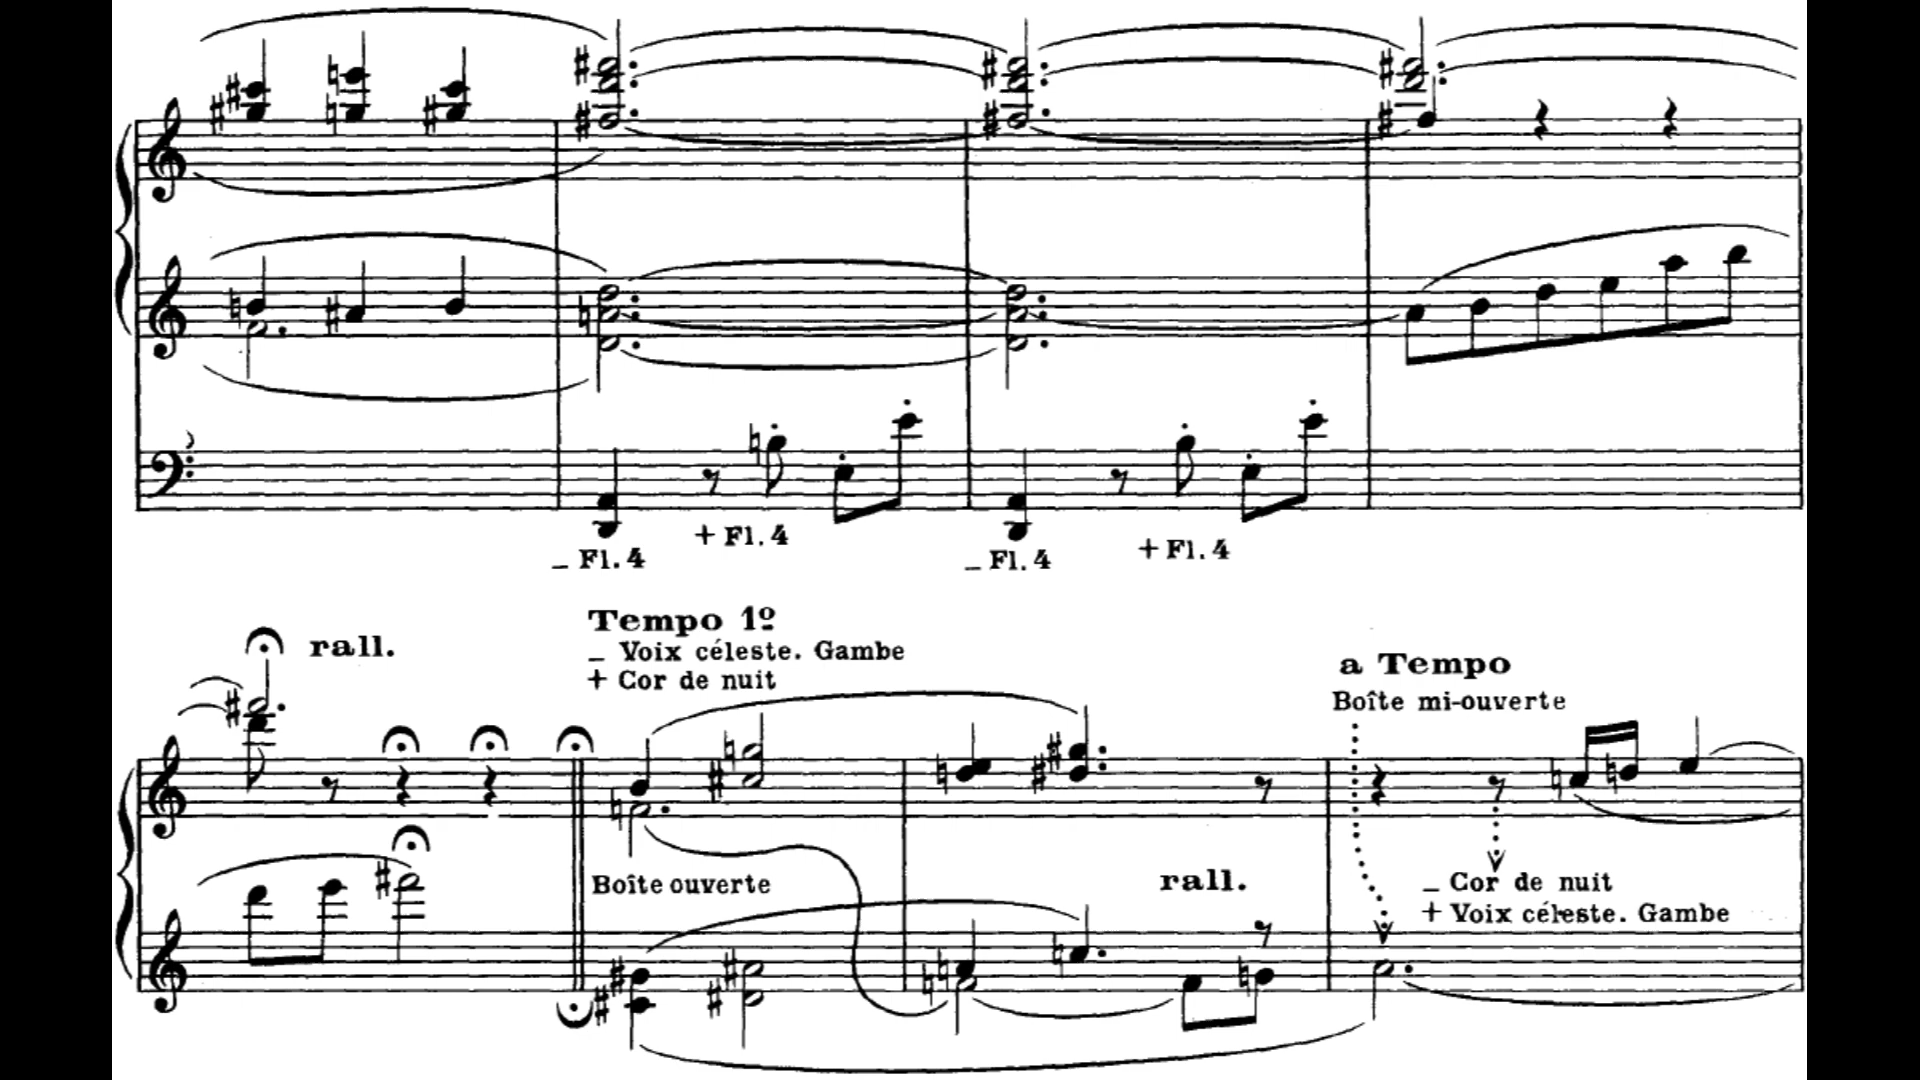 + Fl. 4
+ Fl. 4
– Fl. 4
– Fl. 4
Tempo 1º
rall.
– Voix céleste. Gambe
a Tempo
+ Cor de nuit
Boîte mi-ouverte
Boîte ouverte
rall.
– Cor de nuit
+ Voix céleste. Gambe